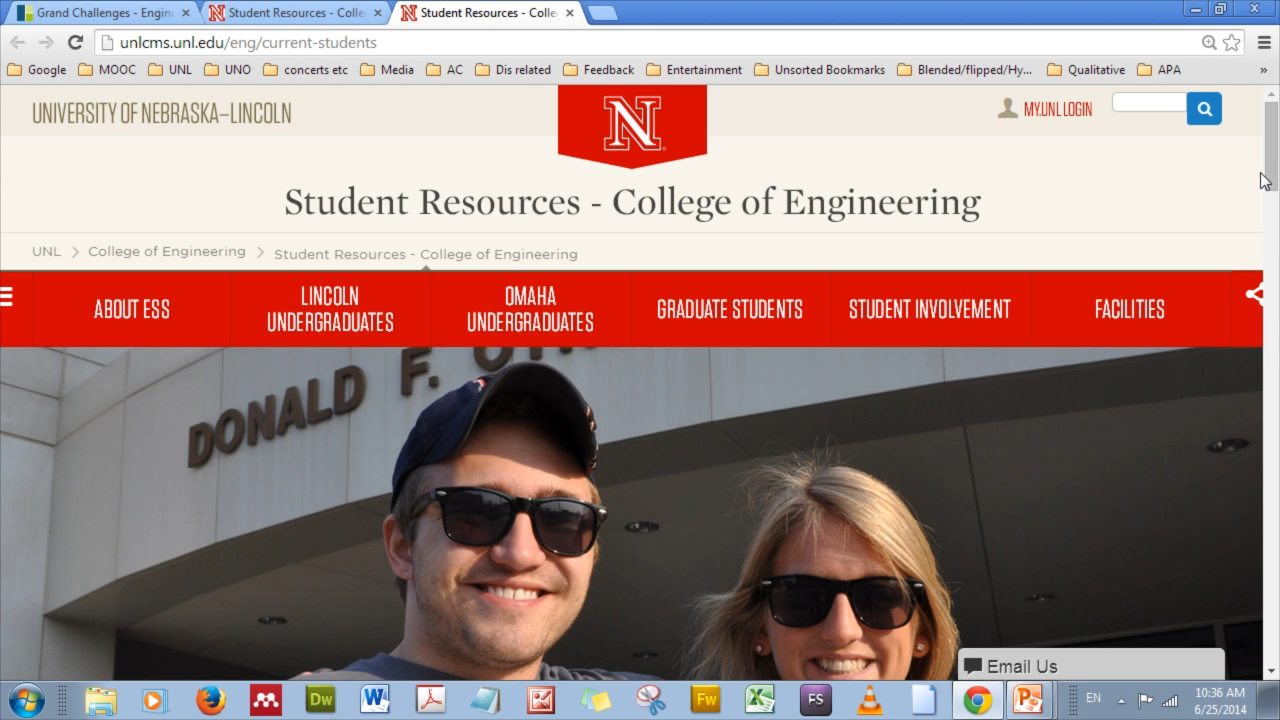 Grand Challenges - Engin
Student Resources - Colle
Student Resources - Colle
unlcms.unl.edu/eng/current-students
Google
MOOC
UNL
UNO
concerts etc
Media
AC
Dis related
Feedback
Entertainment
Unsorted Bookmarks
Blended/flipped/Hy...
Qualitative
APA
»
UNIVERSITY OF NEBRASKA–LINCOLN
N
MY.UNL LOGIN
Student Resources - College of Engineering
UNL > College of Engineering > Student Resources - College of Engineering
ABOUT ESS
LINCOLN
UNDERGRADUATES
OMAHA
UNDERGRADUATES
GRADUATE STUDENTS
STUDENT INVOLVEMENT
FACILITIES
DONALD F.
Email Us
Dw
W
Fw
FS
EN
10:36 AM
6/25/2014